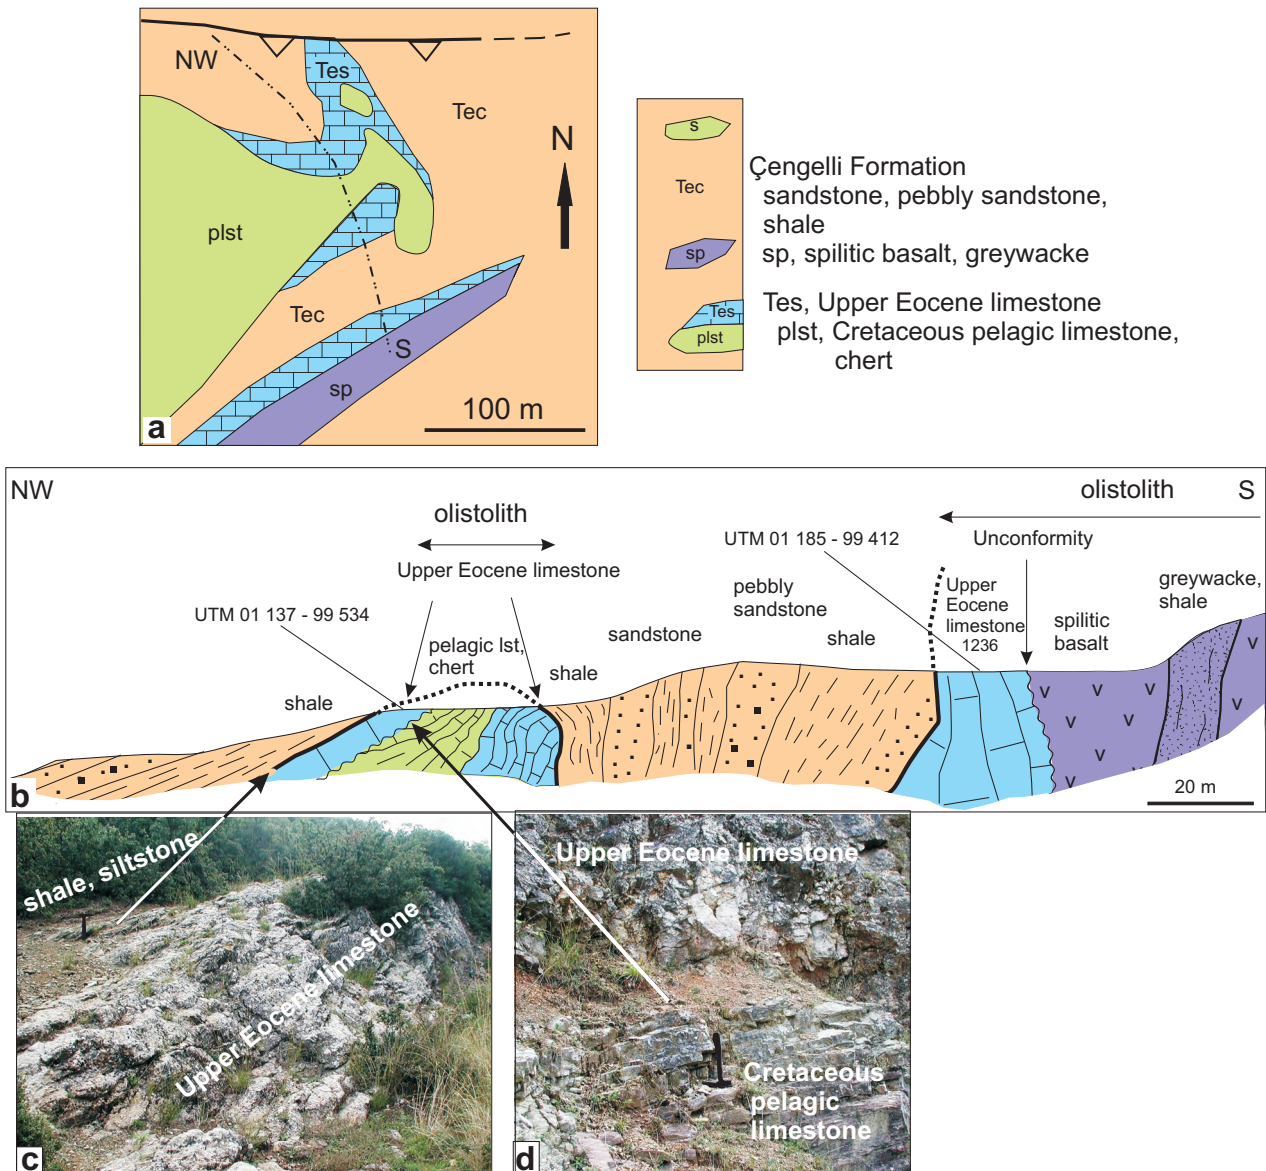 NW
Tes
Tec
N
plst
Tec
S
sp
100 m
a
s
Tec
sp
Tes
plst
Çengelli Formation
sandstone, pebbly sandstone,
shale
sp, spilitic basalt, greywacke
Tes, Upper Eocene limestone
plst, Cretaceous pelagic limestone,
chert
NW
S
olistolith
olistolith
UTM 01 185 - 99 412
Unconformity
Upper Eocene limestone
UTM 01 137 - 99 534
pelagic lst,
chert
shale
shale
sandstone
pebbly
sandstone
shale
Upper
Eocene
limestone
1236
spilitic
basalt
greywacke,
shale
v v v
v v v
v v
v
20 m
b
shale, siltstone
Upper Eocene limestone
c
Upper Eocene limestone
Cretaceous
pelagic
limestone
d